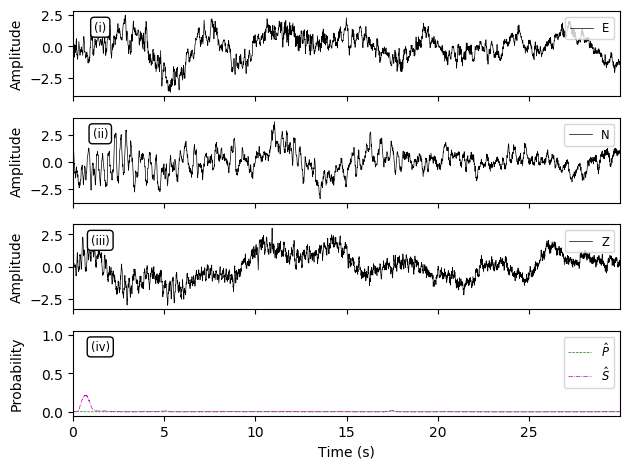 2.5
0.0
−2.5
Amplitude
(i)
E
2.5
0.0
−2.5
Amplitude
(ii)
N
2.5
0.0
−2.5
Amplitude
(iii)
Z
1.0
0.5
0.0
Probability
(iv)
P̂
Ŝ
0 5 10 15 20 25
Time (s)